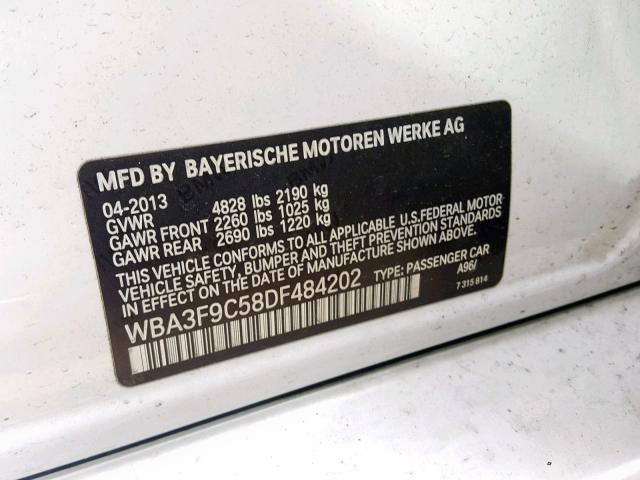 MFD BY BAYERISCHE MOTOREN WERKE AG
04-2013
GVWR 4828 lbs 2190 kg
GAWR FRONT 2260 lbs 1025 kg
GAWR REAR 2690 lbs 1220 kg
THIS VEHICLE CONFORMS TO ALL APPLICABLE U.S.FEDERAL MOTOR
VEHICLE SAFETY, BUMPER AND THEFT PREVENTION STANDARDS
IN EFFECT ON THE DATE OF MANUFACTURE SHOWN ABOVE.
WBA3F9C58DF484202 TYPE: PASSENGER CAR
A96/
7 315 814